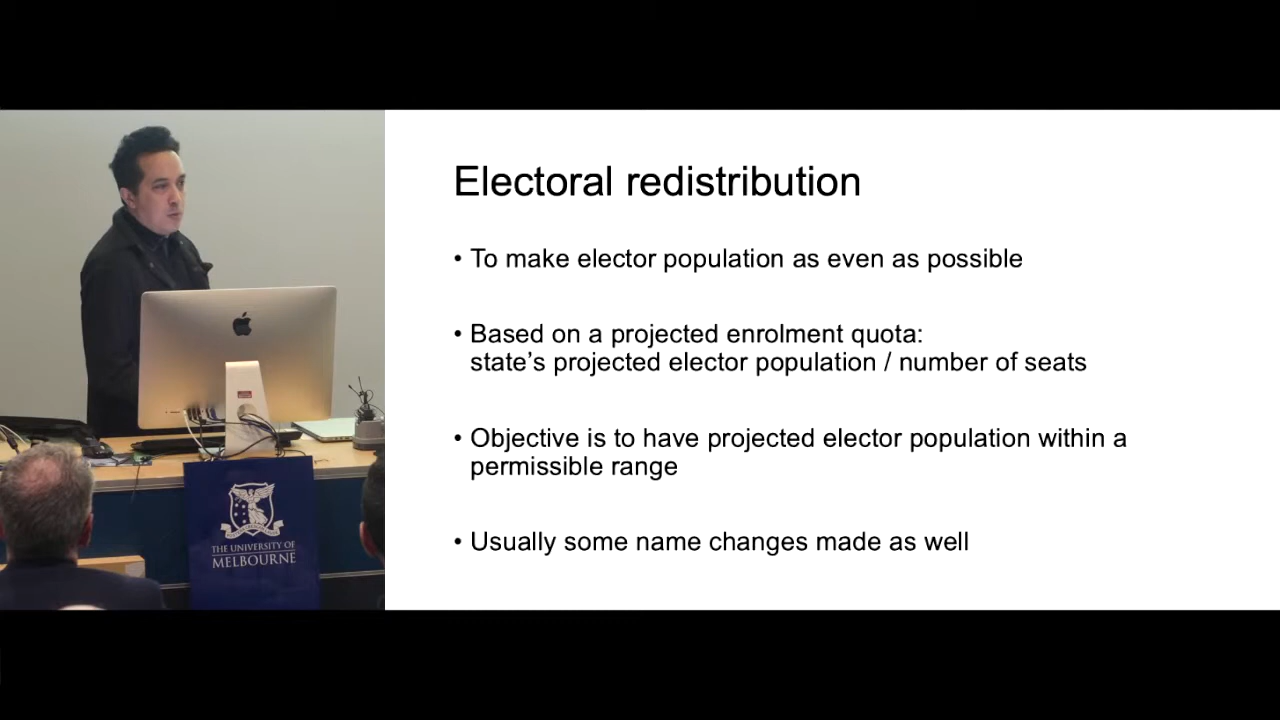 Electoral redistribution
• To make elector population as even as possible
• Based on a projected enrolment quota:
state’s projected elector population / number of seats
• Objective is to have projected elector population within a
permissible range
• Usually some name changes made as well
THE UNIVERSITY OF
MELBOURNE